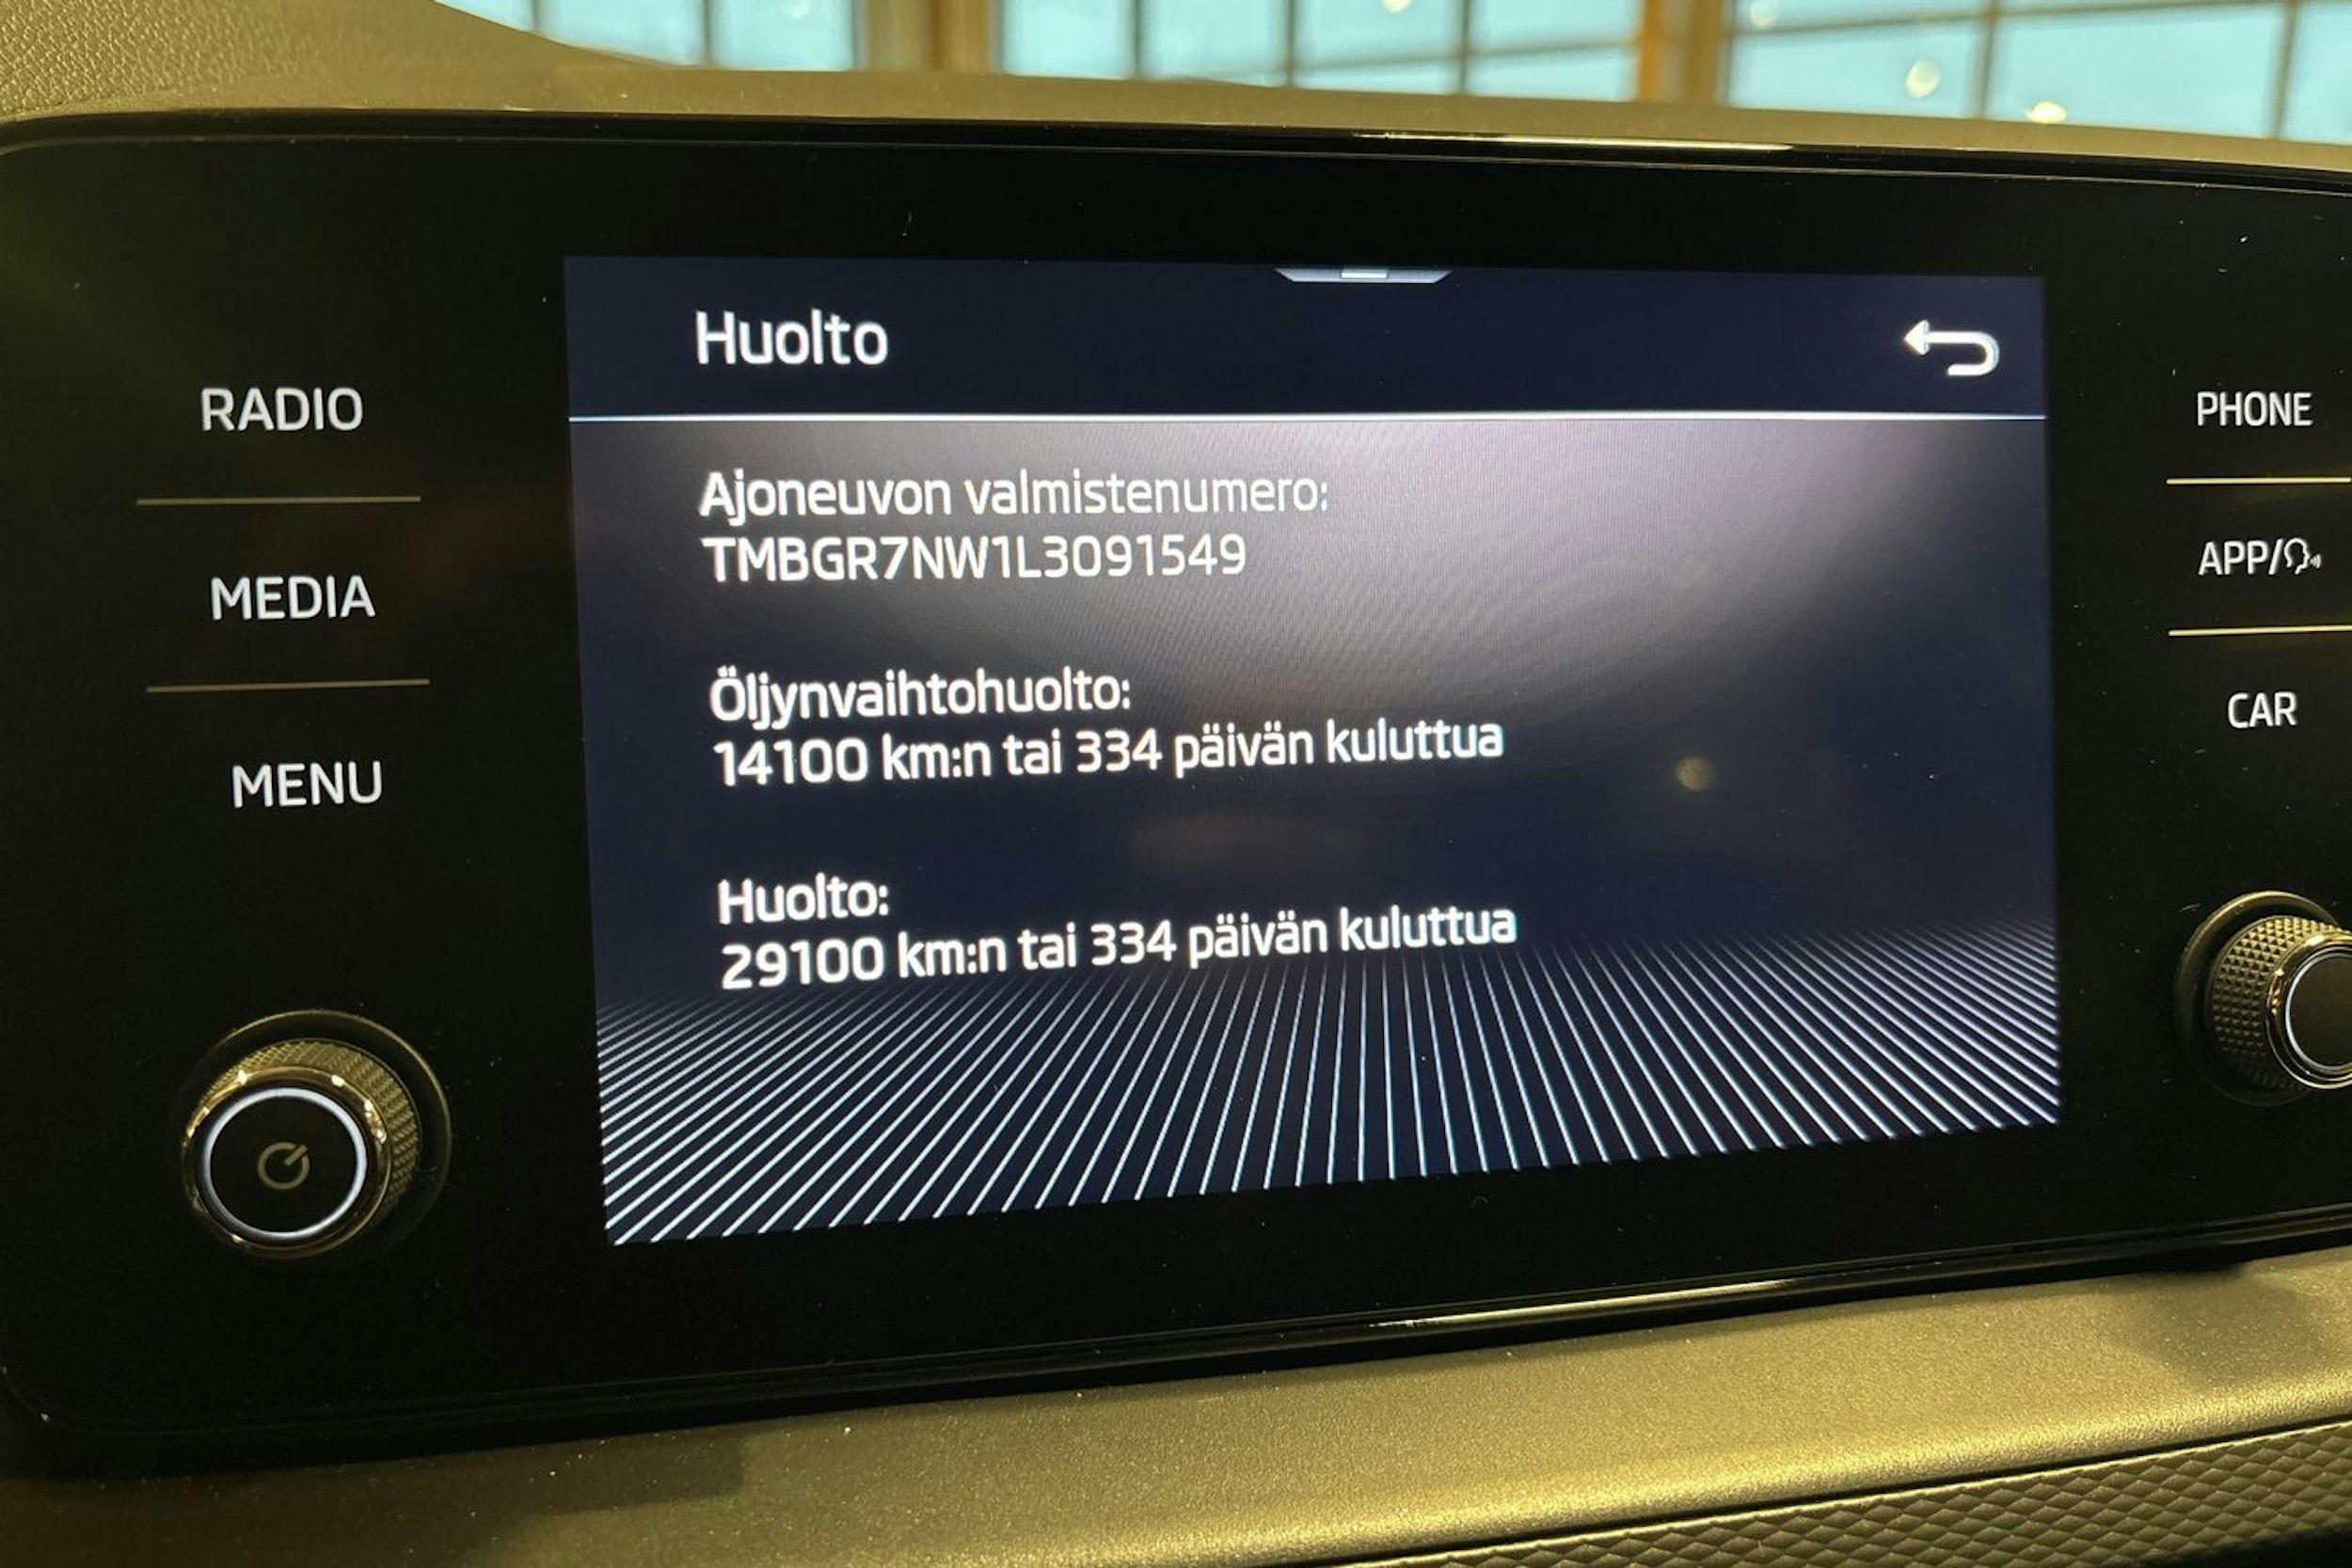 RADIO
MEDIA
MENU
Huolto
Ajoneuvon valmistenumero:
TMBGR7NW1L3091549
Öljynvaihtohuolto:
14100 km:n tai 334 päivän kuluttua
Huolto:
29100 km:n tai 334 päivän kuluttua
PHONE
APP/
CAR